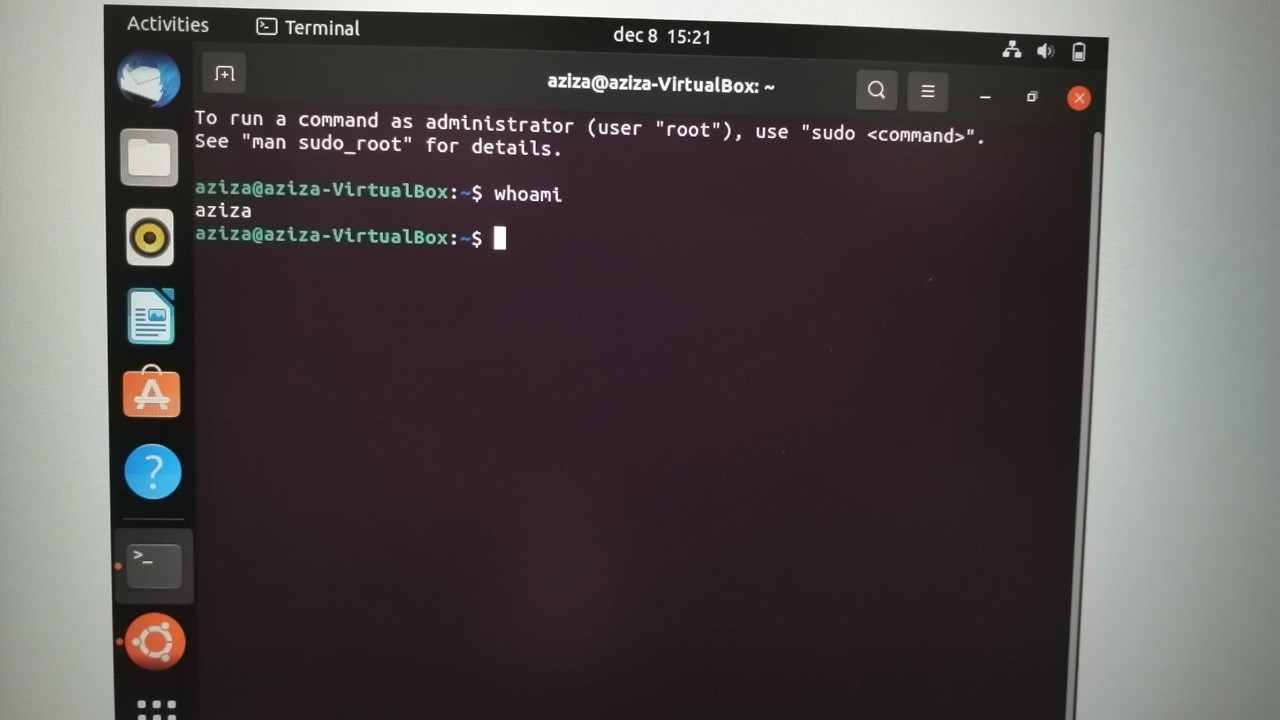 Activities Terminal dec 8 15:21
aziza@aziza-VirtualBox: ~
To run a command as administrator (user "root"), use "sudo <command>".
See "man sudo_root" for details.
aziza@aziza-VirtualBox:~$ whoami
aziza
aziza@aziza-VirtualBox:~$